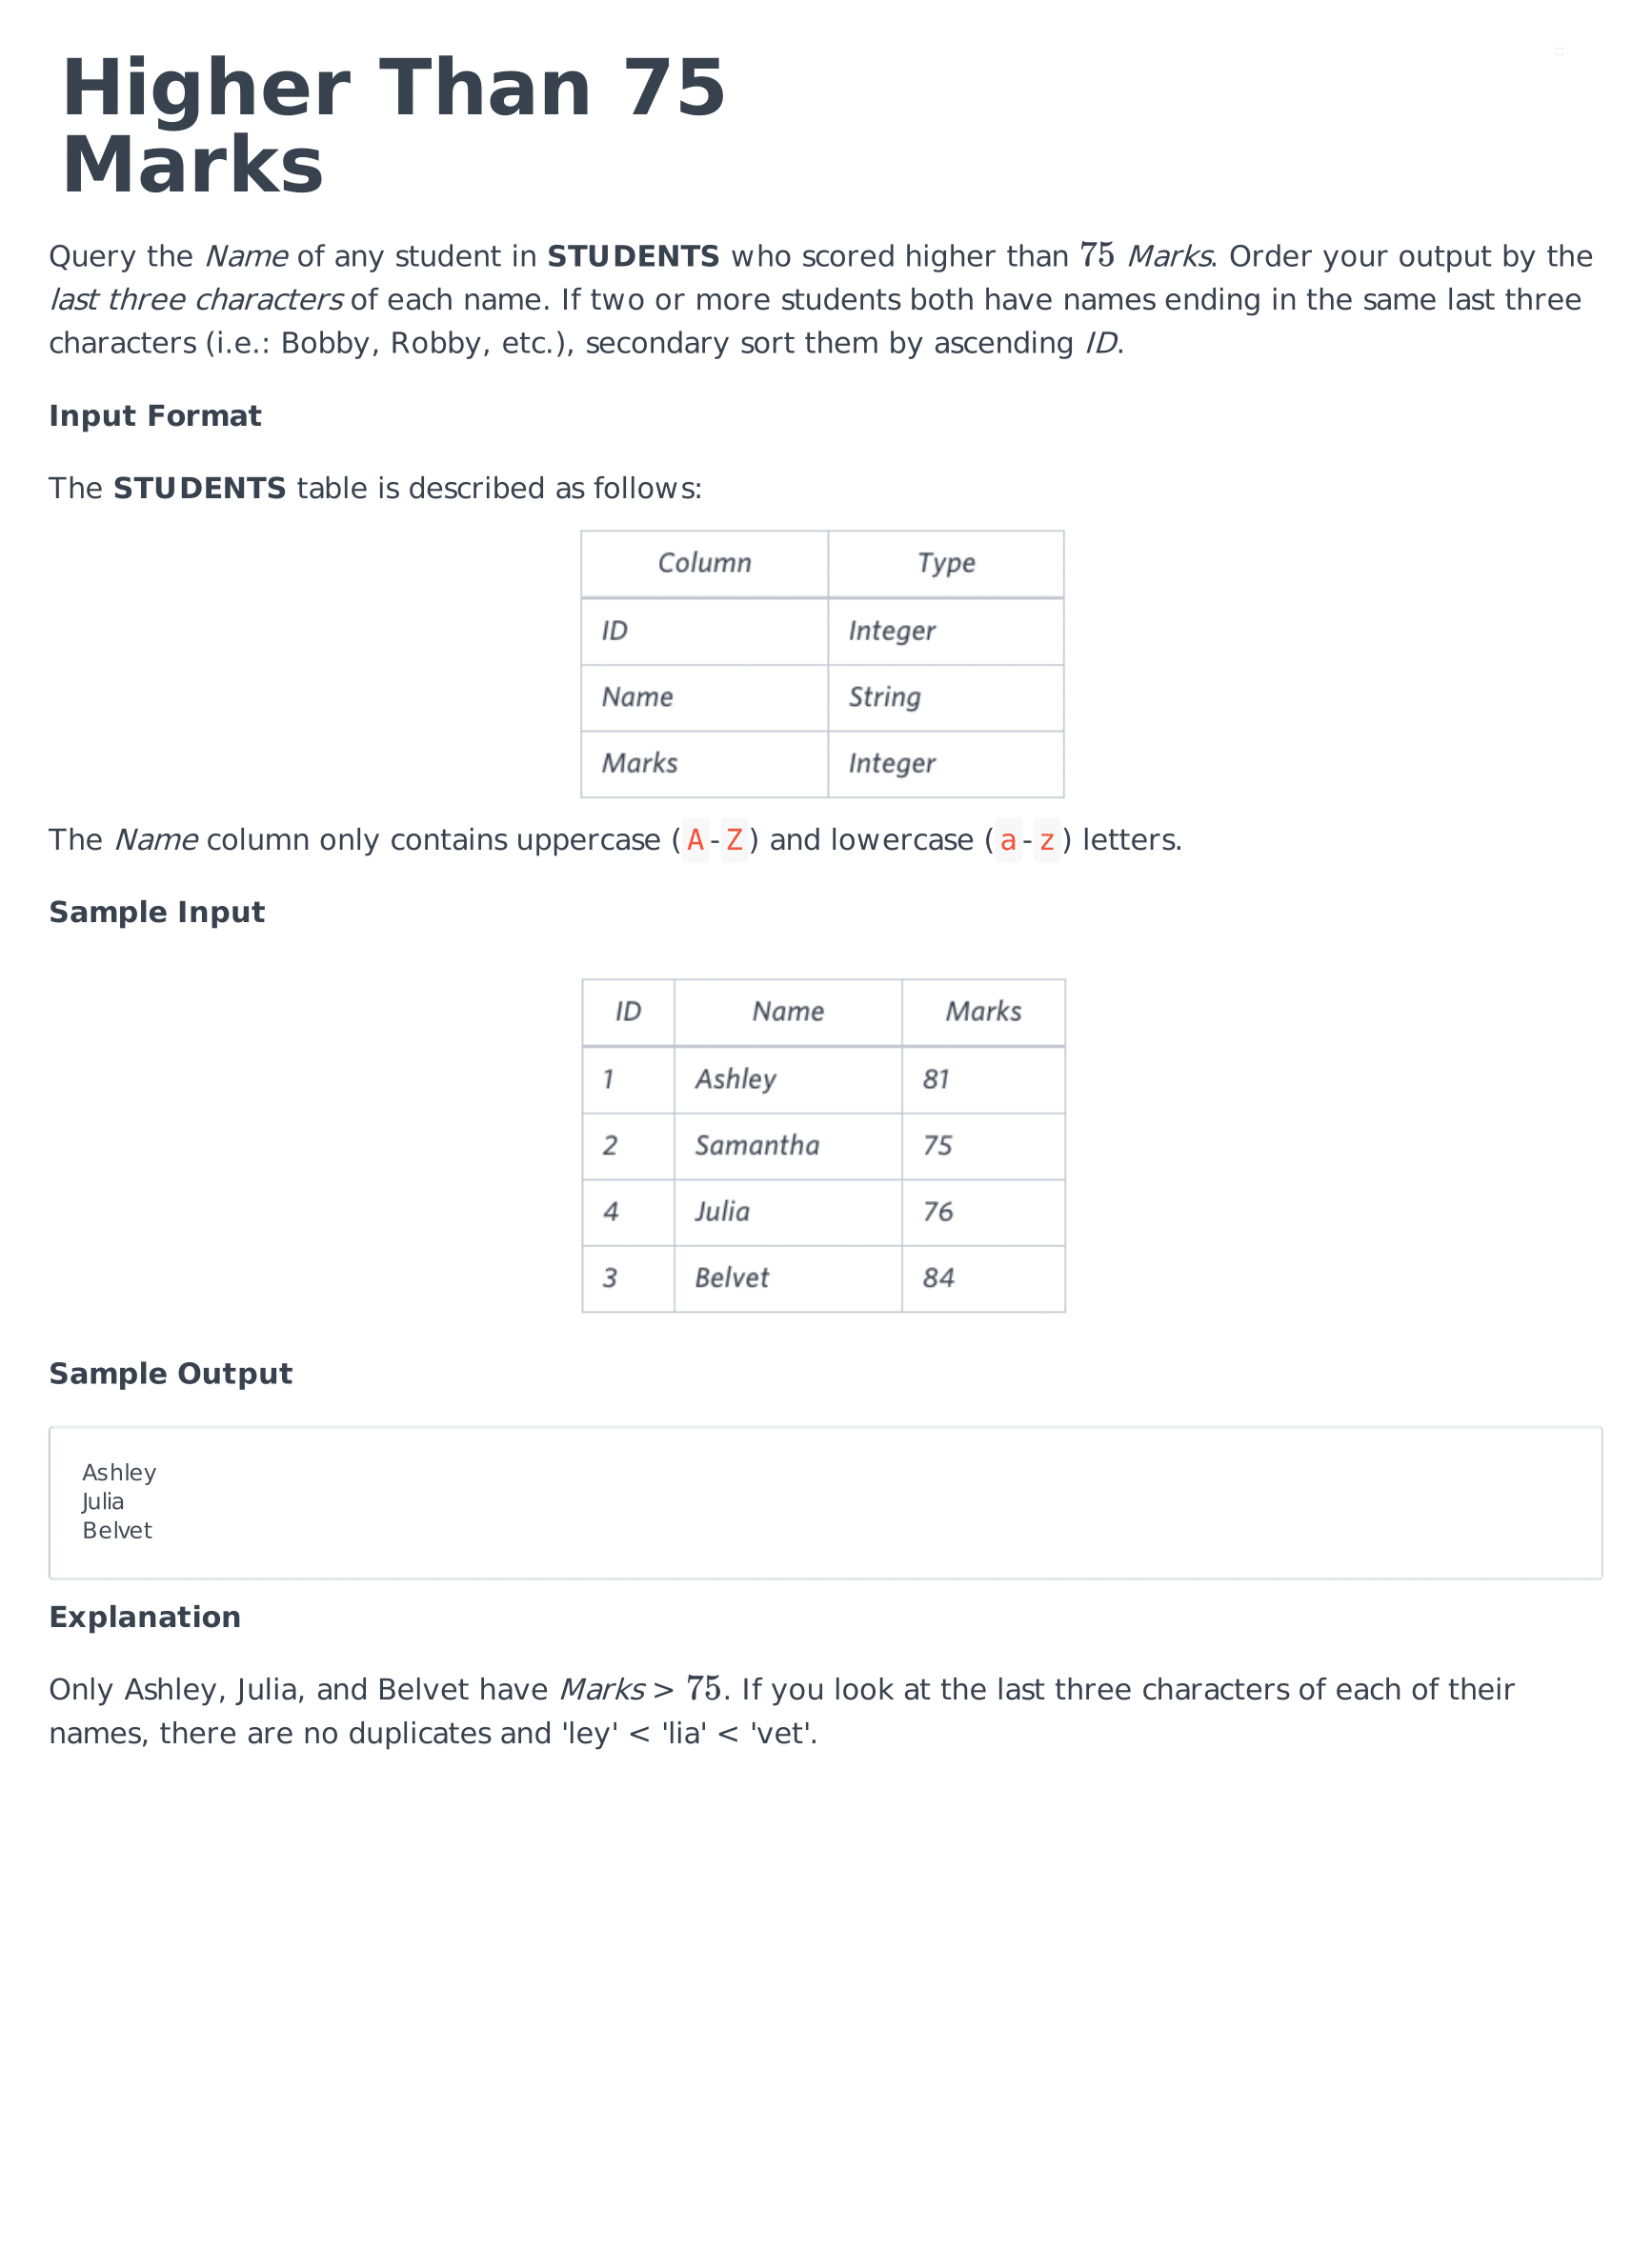 Higher Than 75
Marks
Query the Name of any student in STUDENTS who scored higher than 75 Marks. Order your output by the
last three characters of each name. If two or more students both have names ending in the same last three
characters (i.e.: Bobby, Robby, etc.), secondary sort them by ascending ID.
Input Format
The STUDENTS table is described as follows:
Column Type
ID Integer
Name String
Marks Integer
The Name column only contains uppercase (A-Z) and lowercase (a-z) letters.
Sample Input
ID Name Marks
1 Ashley 81
2 Samantha 75
4 Julia 76
3 Belvet 84
Sample Output
Ashley
Julia
Belvet
Explanation
Only Ashley, Julia, and Belvet have Marks > 75. If you look at the last three characters of each of their
names, there are no duplicates and 'ley' < 'lia' < 'vet'.